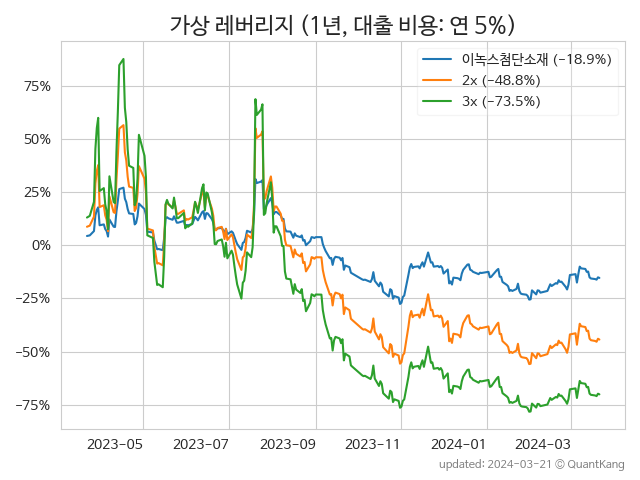 가상 레버리지 (1년, 대출 비용: 연 5%)
이노스첨단소재 (−18.9%)
2x (−48.8%)
3x (−73.5%)
75%
50%
25%
0%
−25%
−50%
−75%
2023-05 2023-07 2023-09 2023-11 2024-01 2024-03
updated: 2024-03-21 © QuantKang